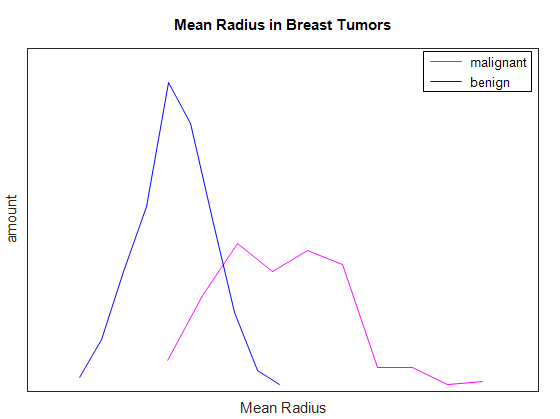 Mean Radius in Breast Tumors
malignant
benign
amount
Mean Radius